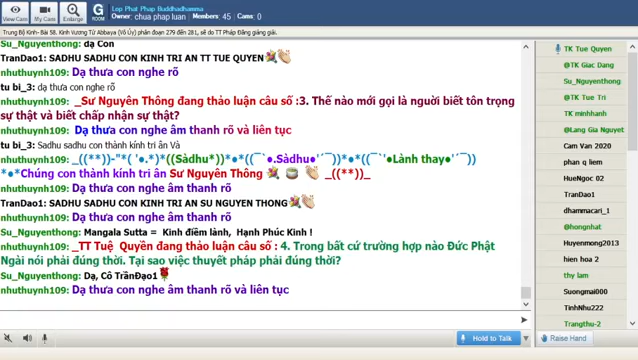 Lep Phat Phap Buddhadhamma
Owner: chua phap luan Members: 45 Cams: 0
View Cam My Cam Enlarge G ROOM
Trung Bộ Kinh- Bài 58. Kinh Vương Tử Abbaya (Vô Úy) phân đoạn 279 đến 281, sẽ do TT Pháp Đăng giảng giải.
Su_Nguyenthong: dạ Con
TranDao1: SADHU SADHU CON KINH TRI AN TT TUE QUYEN
nhuthuynh109: Dạ thưa con nghe rõ
tu bi_3: dạ thưa con nghe rõ
nhuthuynh109: _Sư Nguyên Thông đang thảo luận câu số :3. Thế nào mới gọi là người biết tôn trọng
sự thật và biết chấp nhận sự thật?
Dạ thưa con nghe âm thanh rõ và liên tục
tu bi_3: Sadhu sadhu con thành kính tri ân Và
_((**))-"*( '●.*)*((Sàdhu*))*●*((¯`●.Sàdhu●'´¯))*●*((¯`'●Lành thay●'´¯))
*●*Chúng con thành kính tri ân Sư Nguyên Thông _((**))_
nhuthuynh109: Dạ thưa con nghe âm thanh rõ
TranDao1: SADHU SADHU CON KINH TRI AN SU NGUYEN THONG
nhuthuynh109: Dạ thưa con nghe âm thanh rõ
Su_Nguyenthong: Mangala Sutta = Kinh điềm lành, Hạnh Phúc Kinh !
nhuthuynh109: _TT Tuệ Quyền đang thảo luận câu số : 4. Trong bất cứ trường hợp nào Đức Phật
Ngài nói phải đúng thời. Tại sao việc thuyết pháp phải đúng thời?
Su_Nguyenthong: Dạ, Cô TrầnĐạo1
nhuthuynh109: Dạ thưa con nghe âm thanh rõ và liên tục
TK Tue Quyen
@TK Giac Dang
Su_Nguyenthong
@TK Tue Tri
TK minhhanh
@Lang Gia Nguyet
Cam Van 2020
phan q liem
HueNgoc 02
TranDao1
dhammacari_1
@hongnhat
Huyenmong2013
hien hoa 2
thy lam
Suongmai000
TinhNhu222
Trangthu-2
Hold to Talk
Raise Hand